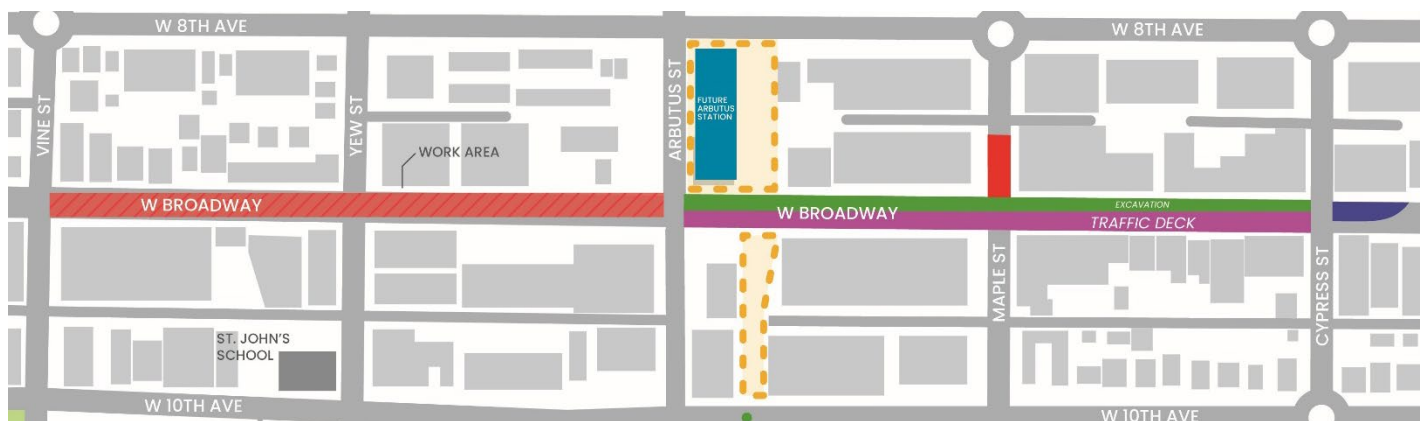 W 8TH AVE
W 8TH AVE
VINE ST
YEW ST
ARBUTUS ST
FUTURE
ARBUTUS
STATION
WORK AREA
W BROADWAY
W BROADWAY
EXCAVATION
TRAFFIC DECK
MAPLE ST
CYPRESS ST
ST. JOHN'S
SCHOOL
W 10TH AVE
W 10TH AVE